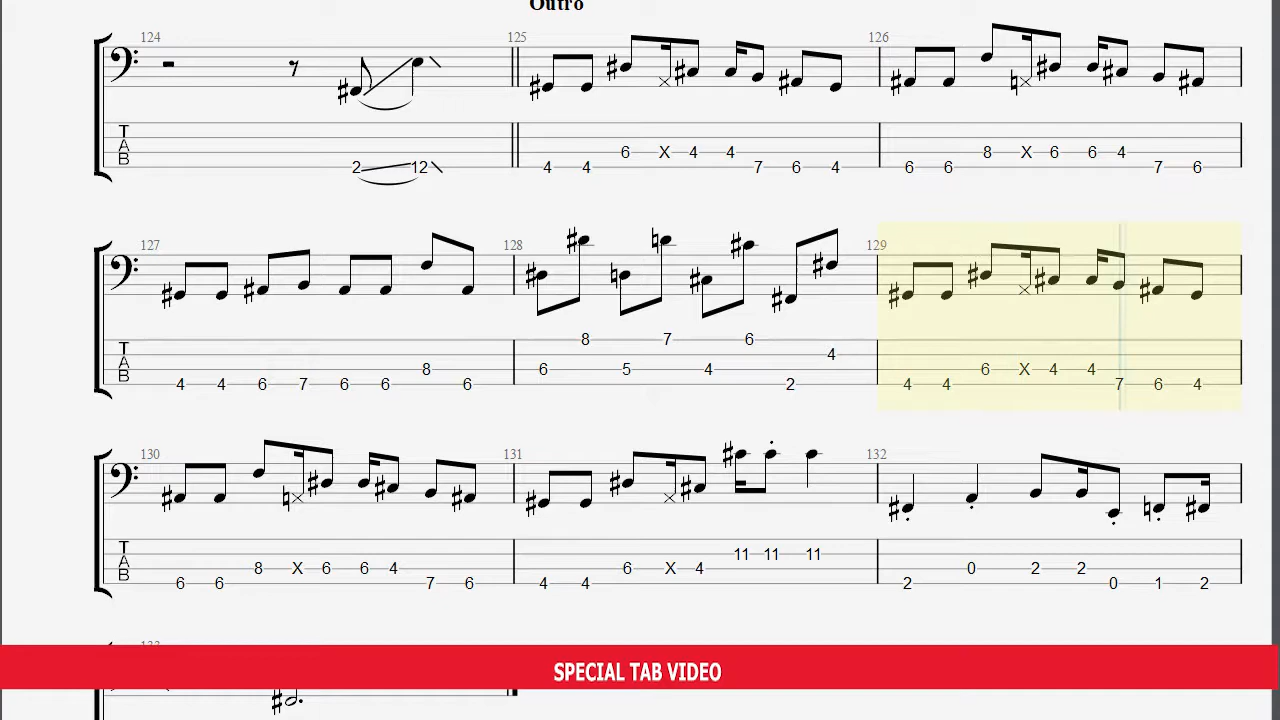 Outro
124 125 126
T
A
B
2 12 4 4 6 X 4 4 7 6 4 6 6 8 X 6 6 4 7 6
127 128 129
T
A
B
4 4 6 7 6 6 8 6 6 8 5 7 4 6 2 4 4 4 6 X 4 4 7 6 4
130 131 132
T
A
B
6 6 8 X 6 6 4 7 6 4 4 6 X 4 11 11 11 2 0 2 2 0 1 2
SPECIAL TAB VIDEO